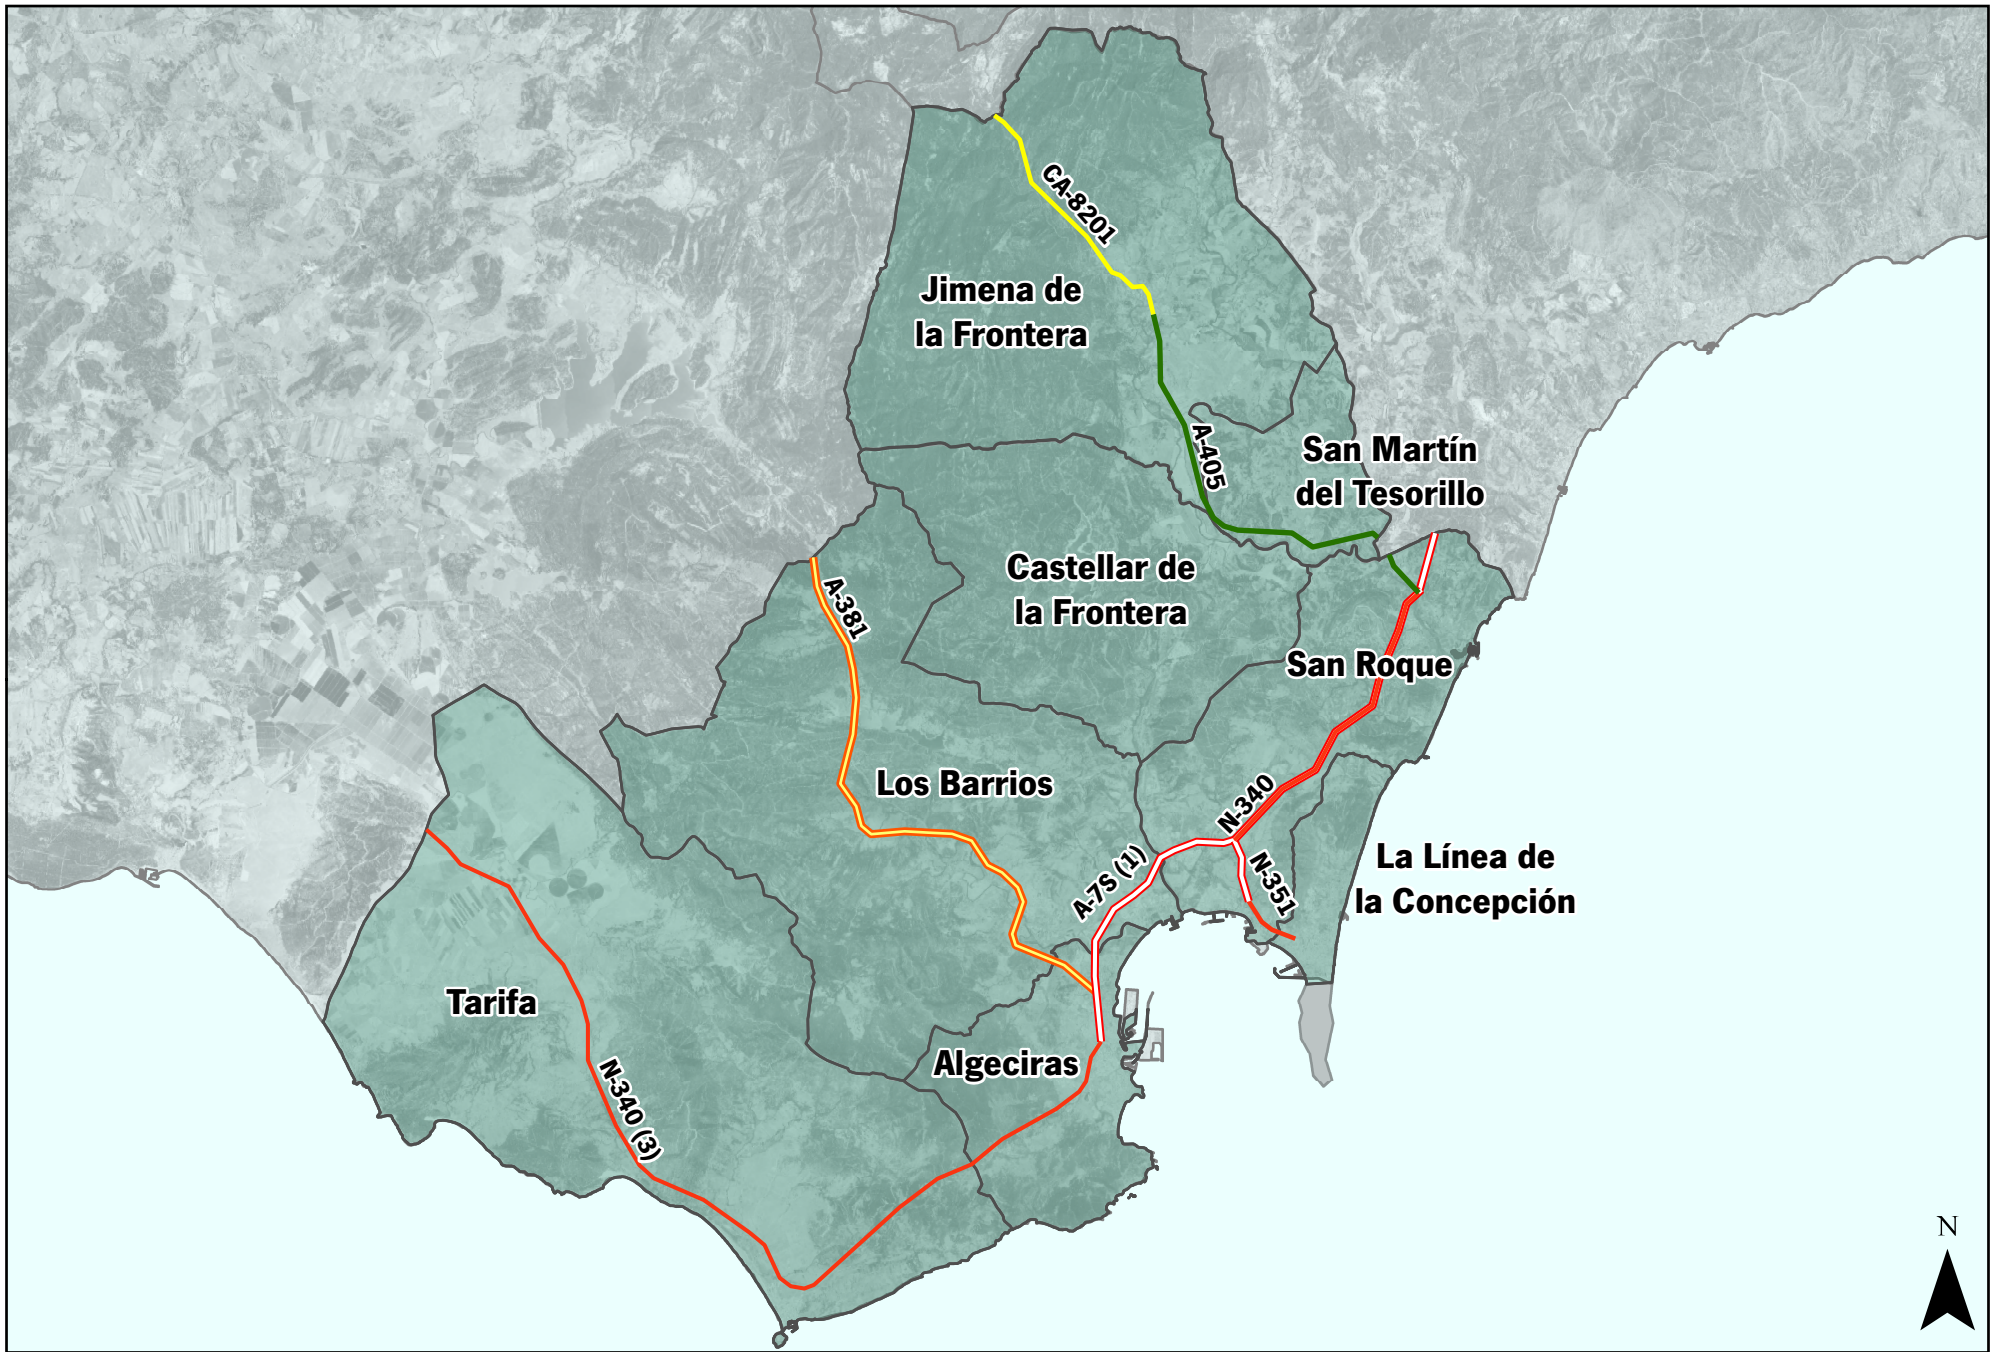 CA-8201
Jimena de
la Frontera
A-405
San Martín
del Tesorillo
Castellar de
la Frontera
A-381
San Roque
Los Barrios
N-340
A-7S (1)
N-351
La Línea de
la Concepción
Tarifa
Algeciras
N-340 (3)
N